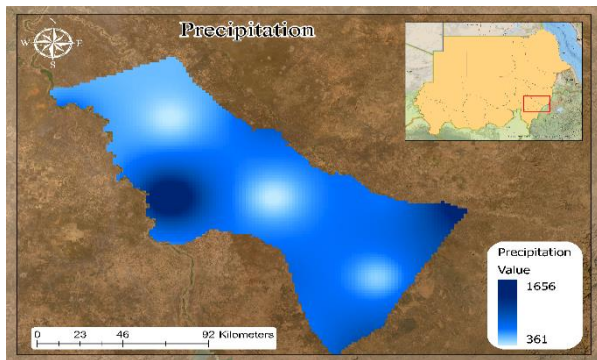 Precipitation
N
W E
S
Precipitation
Value
1656
361
0 23 46 92 Kilometers